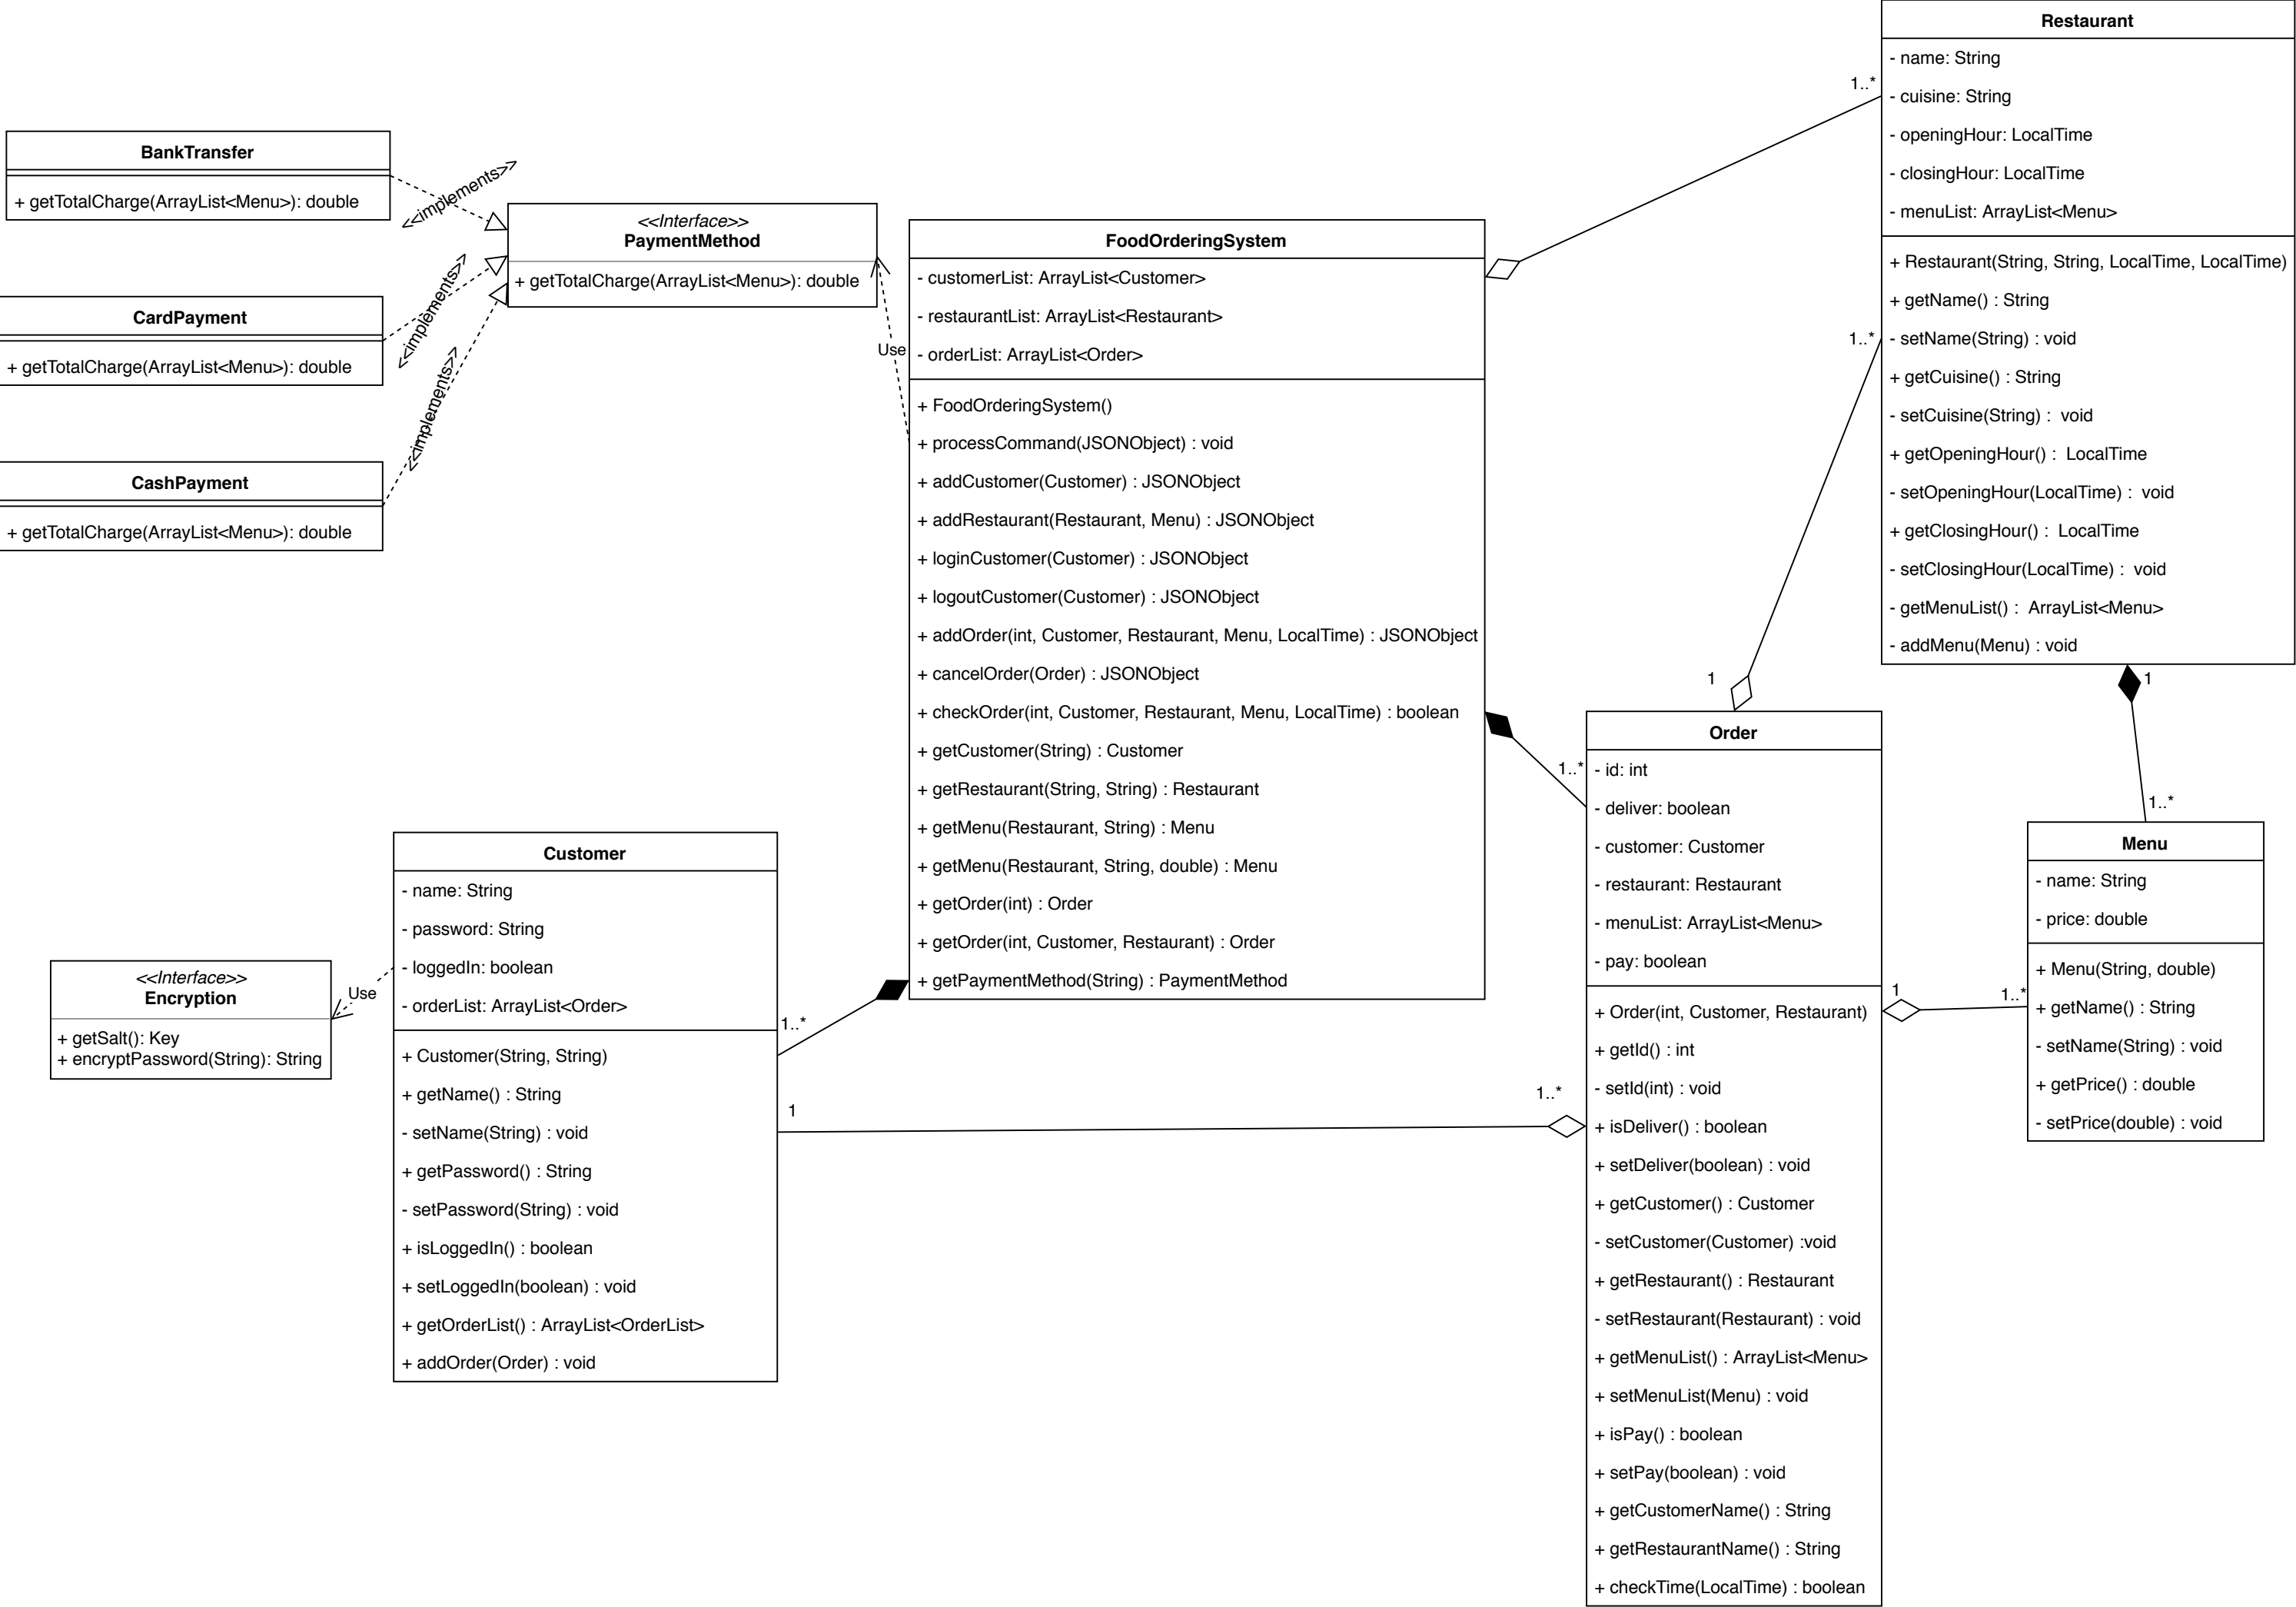 BankTransfer
+ getTotalCharge(ArrayList<Menu>): double
<<implements>>
CardPayment
+ getTotalCharge(ArrayList<Menu>): double
<<implements>>
CashPayment
+ getTotalCharge(ArrayList<Menu>): double
<<implements>>
<<Interface>>
PaymentMethod
+ getTotalCharge(ArrayList<Menu>): double
Use
FoodOrderingSystem
- customerList: ArrayList<Customer>
- restaurantList: ArrayList<Restaurant>
- orderList: ArrayList<Order>
+ FoodOrderingSystem()
+ processCommand(JSONObject) : void
+ addCustomer(Customer) : JSONObject
+ addRestaurant(Restaurant, Menu) : JSONObject
+ loginCustomer(Customer) : JSONObject
+ logoutCustomer(Customer) : JSONObject
+ addOrder(int, Customer, Restaurant, Menu, LocalTime) : JSONObject
+ cancelOrder(Order) : JSONObject
+ checkOrder(int, Customer, Restaurant, Menu, LocalTime) : boolean
+ getCustomer(String) : Customer
+ getRestaurant(String, String) : Restaurant
+ getMenu(Restaurant, String) : Menu
+ getMenu(Restaurant, String, double) : Menu
+ getOrder(int) : Order
+ getOrder(int, Customer, Restaurant) : Order
+ getPaymentMethod(String) : PaymentMethod
1..*
Restaurant
- name: String
- cuisine: String
- openingHour: LocalTime
- closingHour: LocalTime
- menuList: ArrayList<Menu>
+ Restaurant(String, String, LocalTime, LocalTime)
+ getName() : String
- setName(String) : void
+ getCuisine() : String
- setCuisine(String) :  void
+ getOpeningHour() :  LocalTime
- setOpeningHour(LocalTime) :  void
+ getClosingHour() :  LocalTime
- setClosingHour(LocalTime) :  void
- getMenuList() :  ArrayList<Menu>
- addMenu(Menu) : void
1..*
1
1
1..*
1..*
Order
- id: int
- deliver: boolean
- customer: Customer
- restaurant: Restaurant
- menuList: ArrayList<Menu>
- pay: boolean
+ Order(int, Customer, Restaurant)
+ getId() : int
- setId(int) : void
+ isDeliver() : boolean
+ setDeliver(boolean) : void
+ getCustomer() : Customer
- setCustomer(Customer) :void
+ getRestaurant() : Restaurant
- setRestaurant(Restaurant) : void
+ getMenuList() : ArrayList<Menu>
+ setMenuList(Menu) : void
+ isPay() : boolean
+ setPay(boolean) : void
+ getCustomerName() : String
+ getRestaurantName() : String
+ checkTime(LocalTime) : boolean
1
1..*
Menu
- name: String
- price: double
+ Menu(String, double)
+ getName() : String
- setName(String) : void
+ getPrice() : double
- setPrice(double) : void
Customer
- name: String
- password: String
- loggedIn: boolean
- orderList: ArrayList<Order>
+ Customer(String, String)
+ getName() : String
- setName(String) : void
+ getPassword() : String
- setPassword(String) : void
+ isLoggedIn() : boolean
+ setLoggedIn(boolean) : void
+ getOrderList() : ArrayList<OrderList>
+ addOrder(Order) : void
1..*
1
1..*
Use
<<Interface>>
Encryption
+ getSalt(): Key
+ encryptPassword(String): String